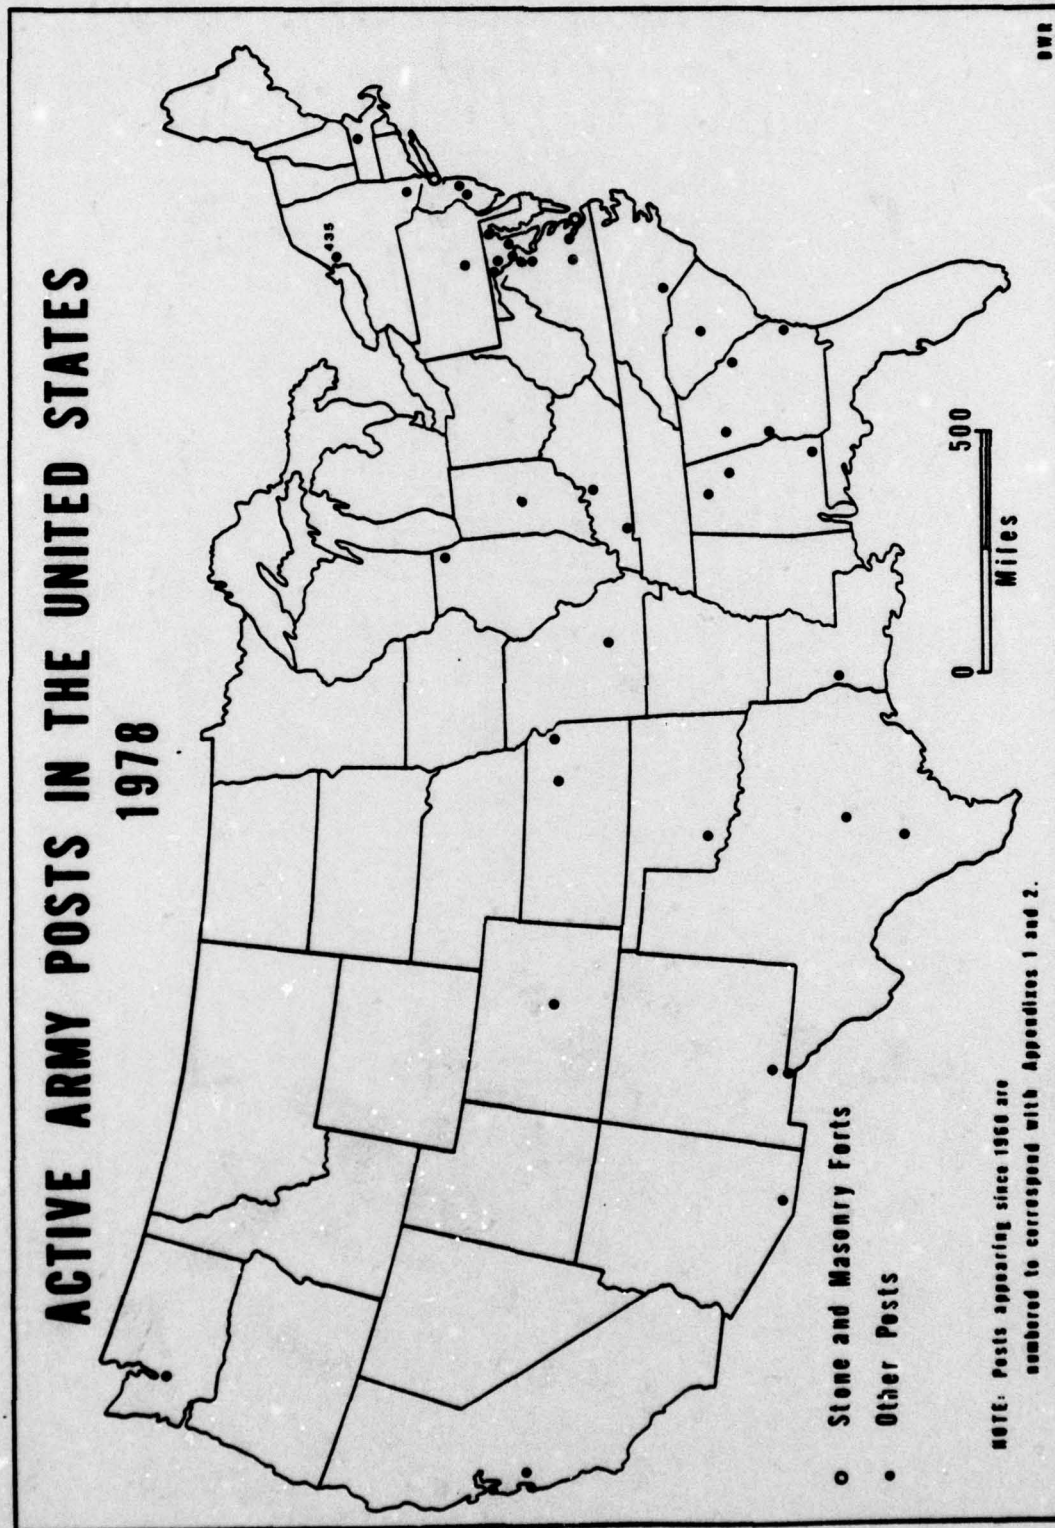 ACTIVE ARMY POSTS IN THE UNITED STATES
1978
435
○ Stone and Masonry Forts
• Other Posts
0 500
Miles
NOTE: Posts appearing since 1960 are
numbered to correspond with Appendixes 1 and 2.
DWR